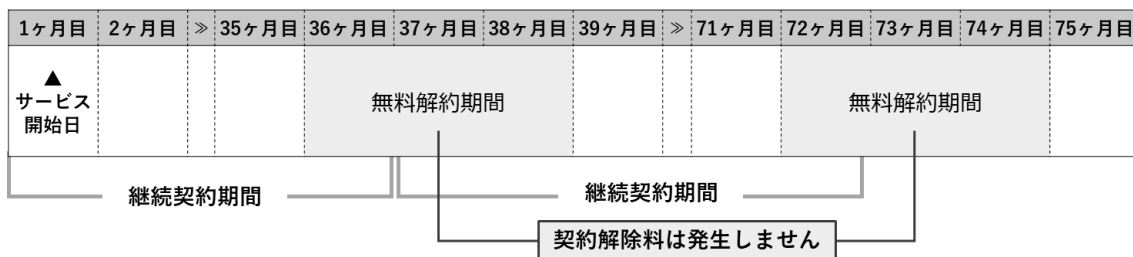 1ヶ月目 2ヶ月目 ≫ 35ヶ月目 36ヶ月目 37ヶ月目 38ヶ月目 39ヶ月目 ≫ 71ヶ月目 72ヶ月目 73ヶ月目 74ヶ月目 75ヶ月目
▲
サービス
開始日
無料解約期間 無料解約期間
継続契約期間 継続契約期間
契約解除料は発生しません